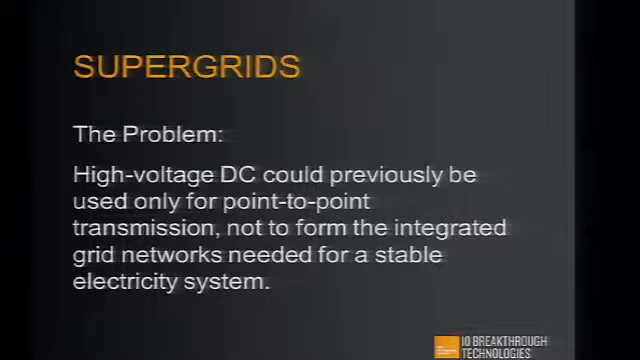 SUPERGRIDS
The Problem:
High-voltage DC could previously be
used only for point-to-point
transmission, not to form the integrated
grid networks needed for a stable
electricity system.
10 BREAKTHROUGH
TECHNOLOGIES